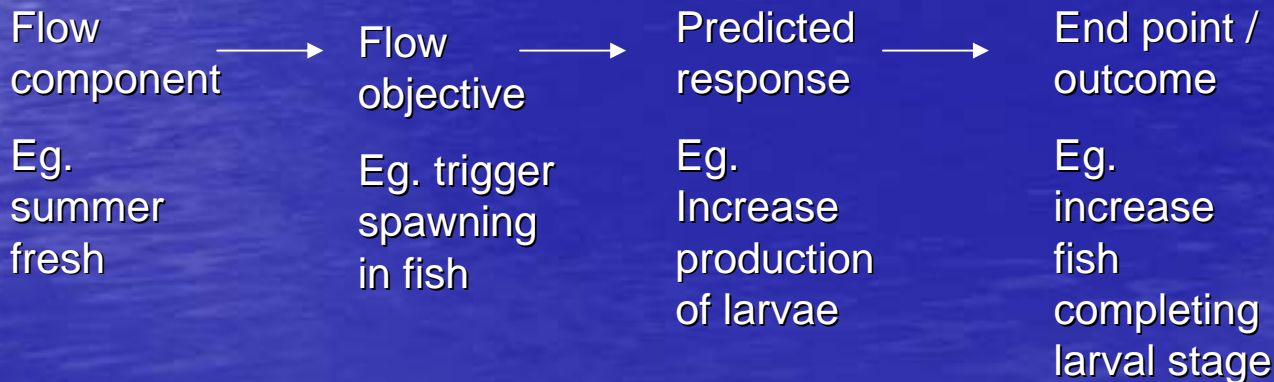 Flow
component
Eg.
summer
fresh
Flow
objective
Eg. trigger
spawning
in fish
Predicted
response
Eg.
Increase
production
of larvae
End point /
outcome
Eg.
increase
fish
completing
larval stage